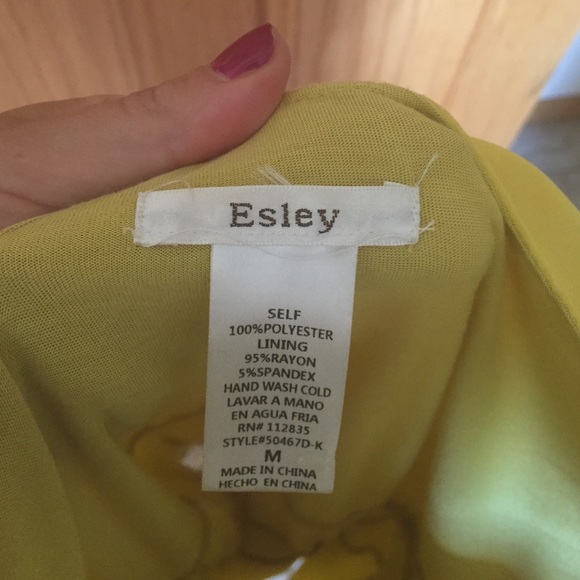 Esley
SELF
100%POLYESTER
LINING
95%RAYON
5%SPANDEX
HAND WASH COLD
LAVAR A MANO
EN AGUA FRIA
RN# 112835
STYLE#50467D-K
M
MADE IN CHINA
HECHO EN CHINA